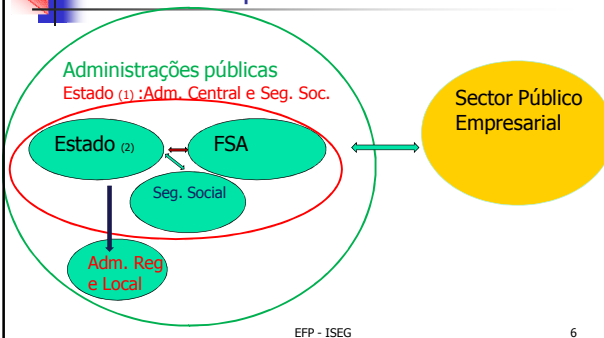 Administrações públicas
Estado (1) :Adm. Central e Seg. Soc.
Sector Público
Empresarial
Estado (2)
FSA
Seg. Social
Adm. Reg
e Local
EFP - ISEG
6